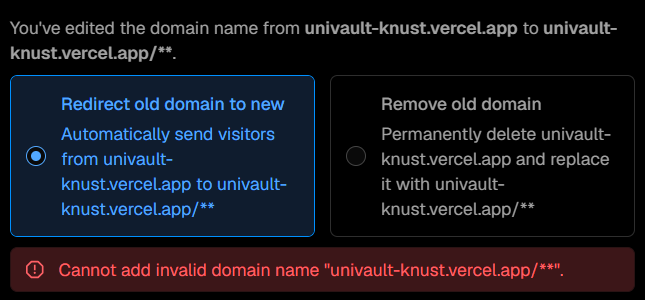 You've edited the domain name from univault-knust.vercel.app to univault-
knust.vercel.app/**.
Redirect old domain to new
Automatically send visitors
from univault-
knust.vercel.app to univault-
knust.vercel.app/**
Remove old domain
Permanently delete univault-
knust.vercel.app and replace
it with univault-
knust.vercel.app/**
Cannot add invalid domain name "univault-knust.vercel.app/**".